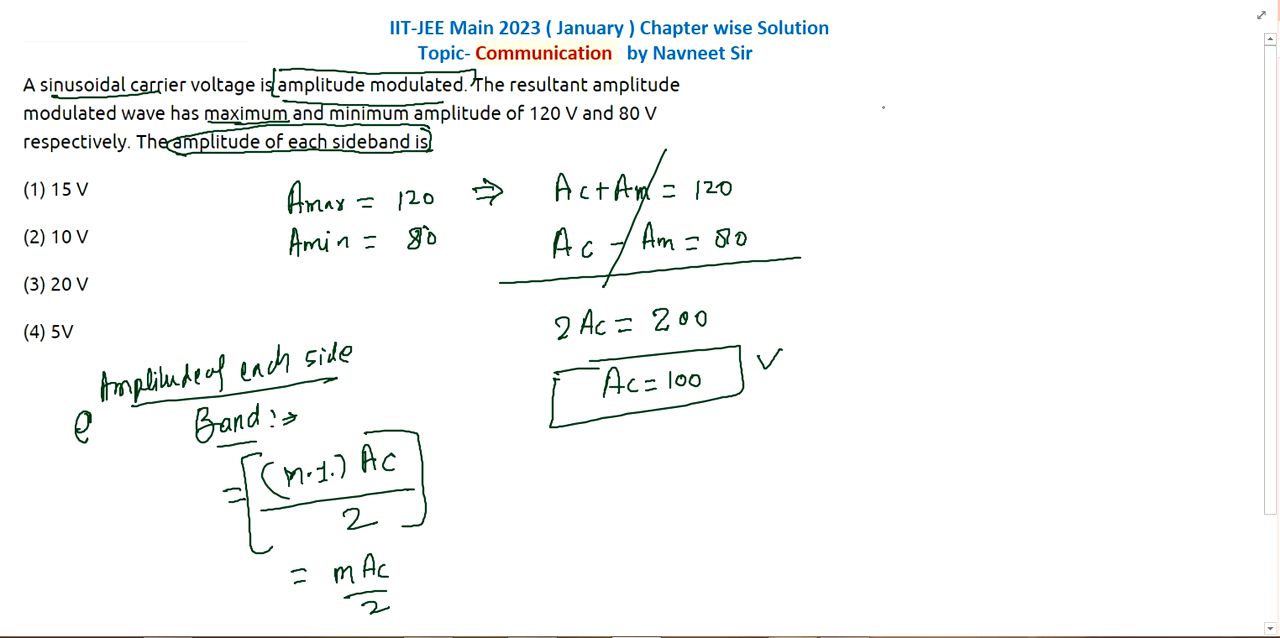 IIT-JEE Main 2023 ( January ) Chapter wise Solution
Topic- Communication by Navneet Sir
A sinusoidal carrier voltage is amplitude modulated. The resultant amplitude
modulated wave has maximum and minimum amplitude of 120 V and 80 V
respectively. The amplitude of each sideband is
(1) 15 V
(2) 10 V
(3) 20 V
(4) 5V
Amax = 120 ⇒ Ac+Am = 120
Amin = 80 Ac - Am = 80
2Ac = 200
Ac = 100 V
Amplitude of each side
Band :⇒
= (m.1.) Ac
2
= mAc
2